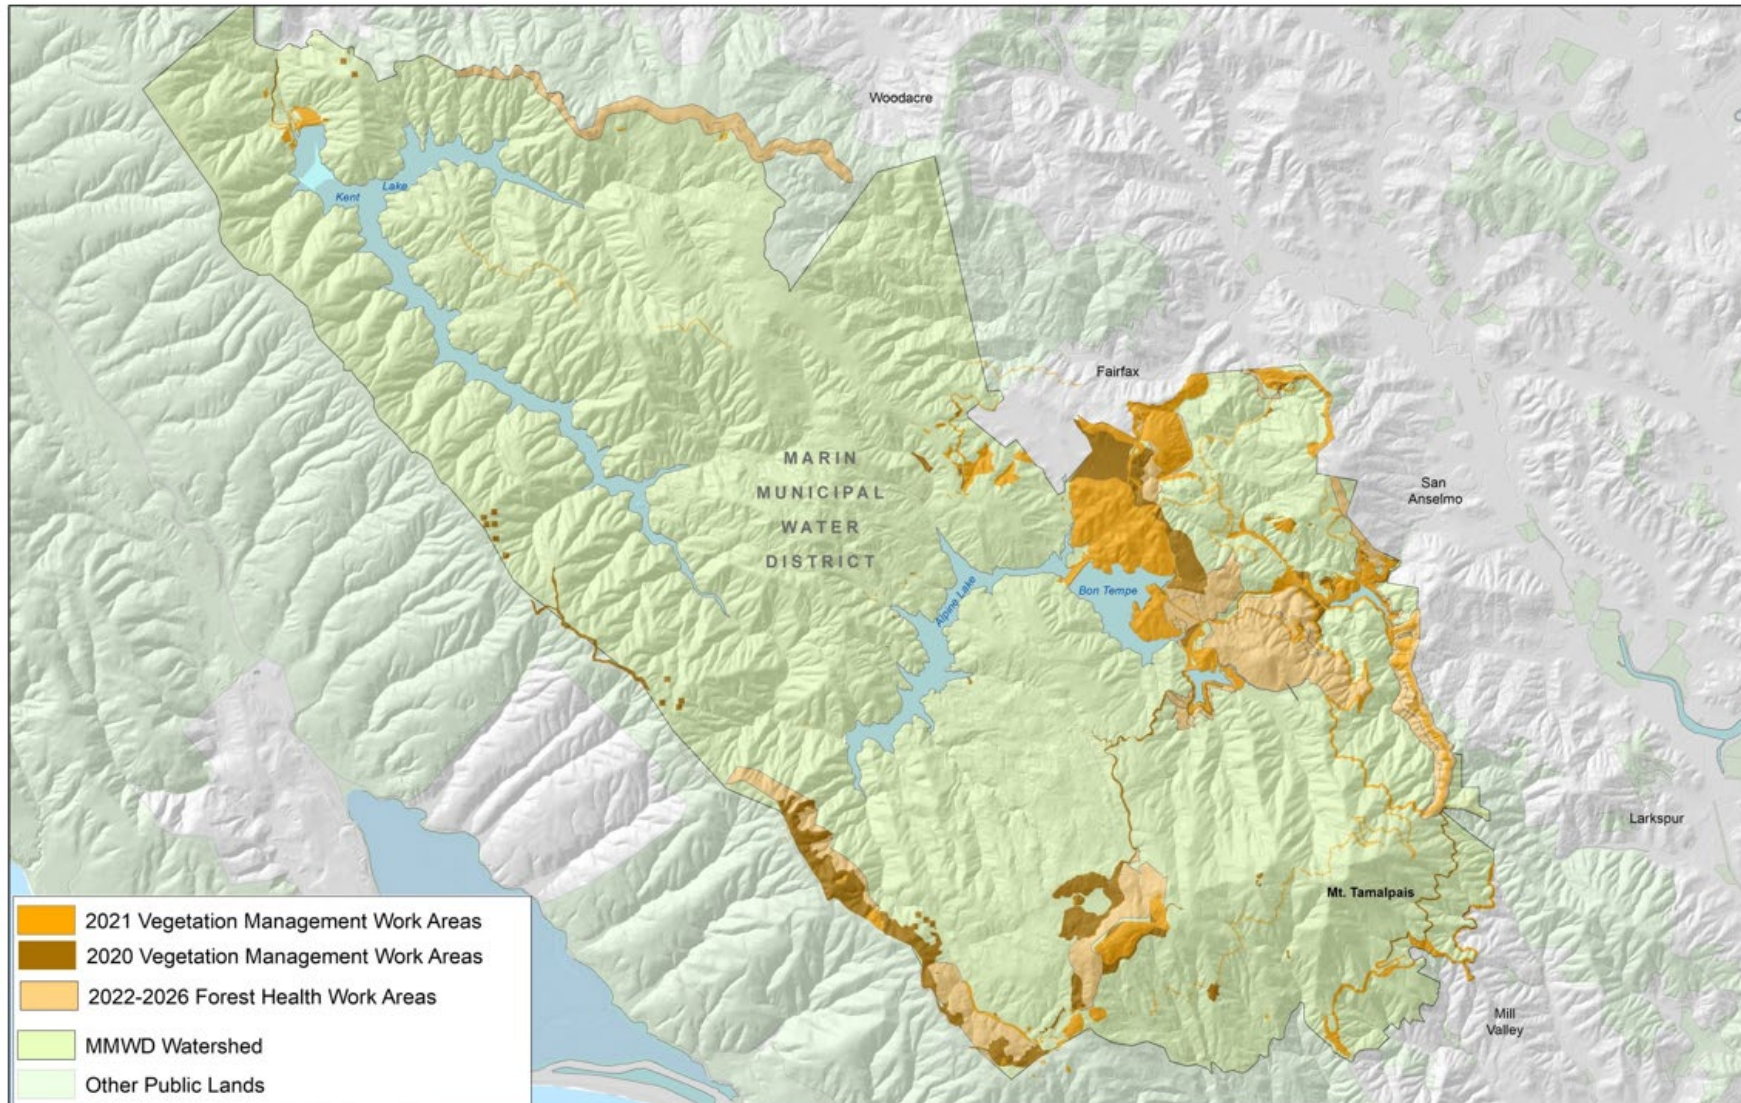 Woodacre
Kent Lake
Fairfax
MARIN
MUNICIPAL
WATER
DISTRICT
San
Anselmo
Alpine Lake
Bon Tempe
Larkspur
Mt. Tamalpais
Mill
Valley
2021 Vegetation Management Work Areas
2020 Vegetation Management Work Areas
2022-2026 Forest Health Work Areas
MMWD Watershed
Other Public Lands